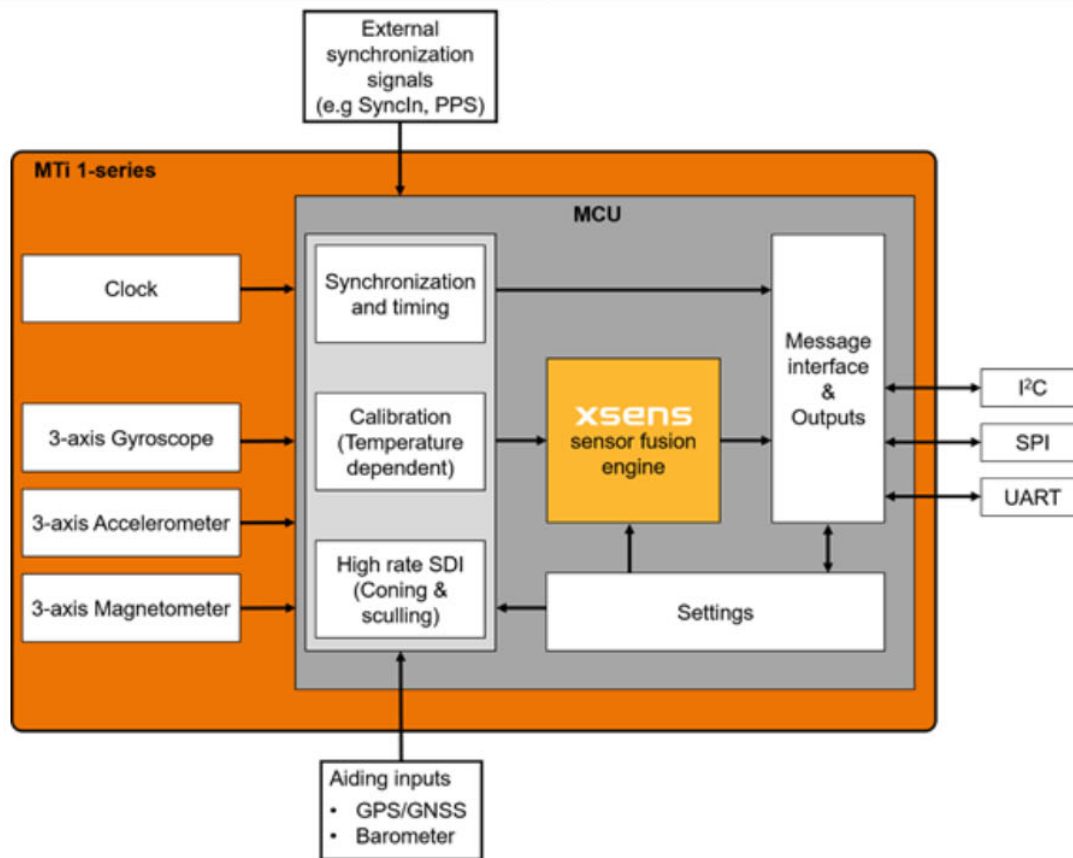 External
synchronization
signals
(e.g SyncIn, PPS)
MTi 1-series
MCU
Clock
Synchronization
and timing
Message
interface
&
Outputs
3-axis Gyroscope
Calibration
(Temperature
dependent)
xsens
sensor fusion
engine
I²C
SPI
UART
3-axis Accelerometer
3-axis Magnetometer
High rate SDI
(Coning &
sculling)
Settings
Aiding inputs
• GPS/GNSS
• Barometer